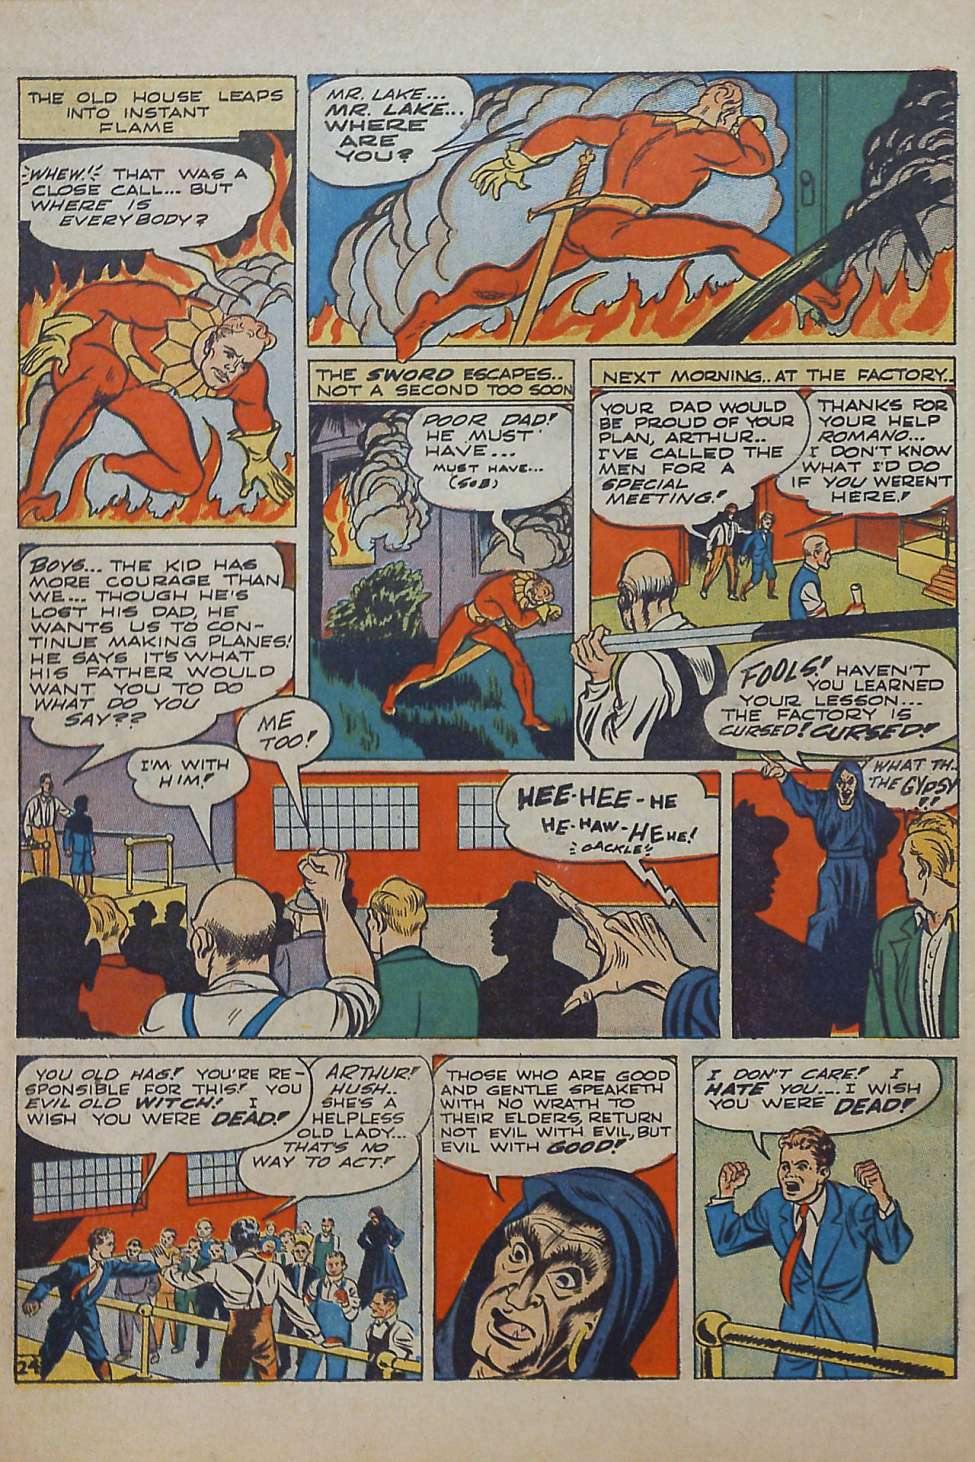 THE OLD HOUSE LEAPS
INTO INSTANT
FLAME
WHEW! THAT WAS A
CLOSE CALL... BUT
WHERE IS
EVERYBODY?
MR. LAKE...
MR. LAKE...
WHERE
ARE
YOU?
THE SWORD ESCAPES..
NOT A SECOND TOO SOON
POOR DAD!
HE MUST
HAVE...
MUST HAVE...
(SOB)
NEXT MORNING.. AT THE FACTORY..
YOUR DAD WOULD
BE PROUD OF YOUR
PLAN, ARTHUR..
I'VE CALLED THE
MEN FOR A
SPECIAL
MEETING!
THANKS FOR
YOUR HELP
ROMANO...
I DON'T KNOW
WHAT I'D DO
IF YOU WERENT
HERE!
BOYS... THE KID HAS
MORE COURAGE THAN
WE... THOUGH HE'S
LOST HIS DAD, HE
WANTS US TO CON-
TINUE MAKING PLANES!
HE SAYS IT'S WHAT
HIS FATHER WOULD
WANT YOU TO DO
WHAT DO YOU
SAY??
I'M WITH
HIM!
ME
TOO!
HEE-HEE-HE
HE-HAW-HEHE!
CACKLE!
FOOLS! HAVEN'T
YOU LEARNED
YOUR LESSON...
THE FACTORY IS
CURSED! CURSED!
WHAT TH..
THE GYPSY
!!
YOU OLD HAG! YOU'RE RE-
SPONSIBLE FOR THIS! YOU
EVIL OLD WITCH! I
WISH YOU WERE DEAD!
ARTHUR!
HUSH..
SHE'S A
HELPLESS
OLD LADY...
THAT'S NO
WAY TO ACT!
THOSE WHO ARE GOOD
AND GENTLE SPEAKETH
WITH NO WRATH TO
THEIR ELDERS, RETURN
NOT EVIL WITH EVIL, BUT
EVIL WITH GOOD!
I DON'T CARE! I
HATE YOU... I WISH
YOU WERE DEAD!
24